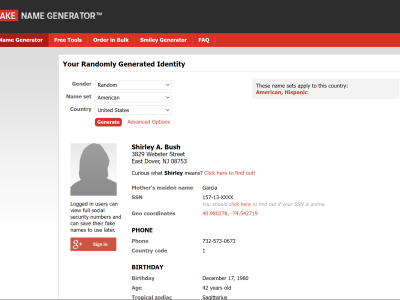 FAKE NAME GENERATOR™
Name Generator Free Tools Order in Bulk Smiley Generator FAQ
Your Randomly Generated Identity
Gender Random
Name set American
Country United States
Generate Advanced Options
These name sets apply to this country:
American, Hispanic
Shirley A. Bush
3829 Webster Street
East Dover, NJ 08753
Curious what Shirley means? Click here to find out!
Mother's maiden name Garcia
SSN 157-13-XXXX
You should click here to find out if your SSN is online.
Geo coordinates 40.980278, -74.542719
Logged in users can
view full social
security numbers and
can save their fake
names to use later.
g+ Sign in
PHONE
Phone 732-573-0673
Country code 1
BIRTHDAY
Birthday December 17, 1980
Age 42 years old
Tropical zodiac Sagittarius